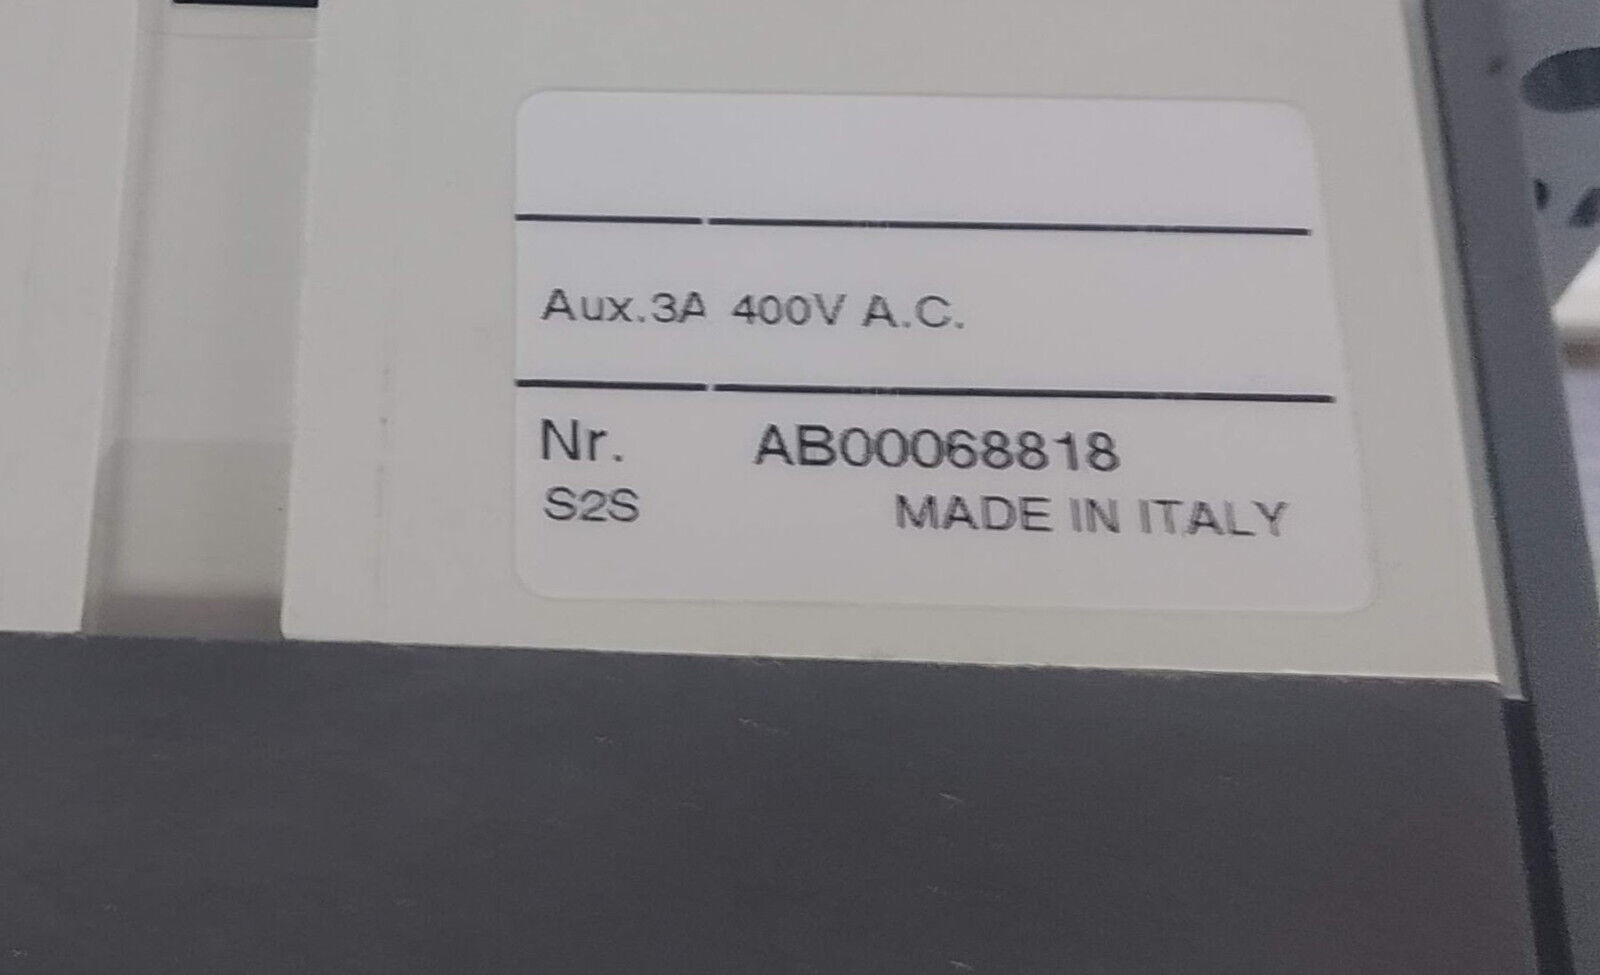 Aux.3A 400V A.C.
Nr. AB00068818
S2S MADE IN ITALY